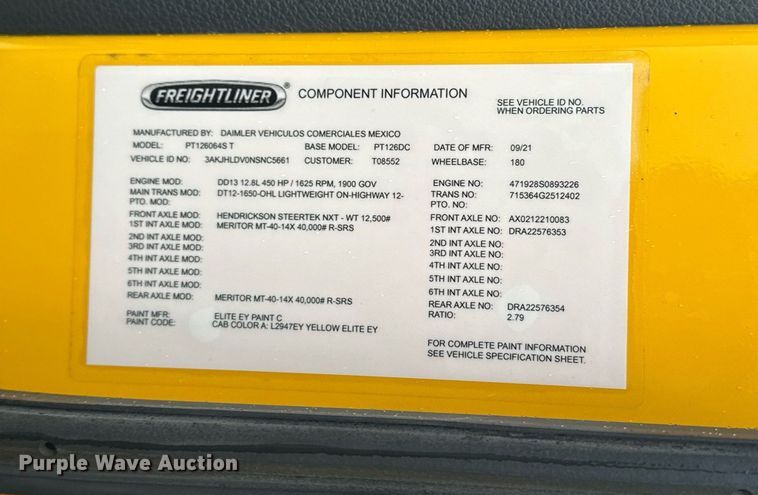 FREIGHTLINER® COMPONENT INFORMATION
SEE VEHICLE ID NO.
WHEN ORDERING PARTS
MANUFACTURED BY: DAIMLER VEHICULOS COMERCIALES MEXICO
MODEL: PT126064S T BASE MODEL: PT126DC DATE OF MFR: 09/21
VEHICLE ID NO: 3AKJHLDV0NSNC5661 CUSTOMER: T08552 WHEELBASE: 180
ENGINE MOD: DD13 12.8L 450 HP / 1625 RPM, 1900 GOV ENGINE NO: 471928S0893226
MAIN TRANS MOD: DT12-1650-OHL LIGHTWEIGHT ON-HIGHWAY 12- TRANS NO: 715364G2512402
PTO. MOD: PTO. NO:
FRONT AXLE MOD: HENDRICKSON STEERTEK NXT - WT 12,500# FRONT AXLE NO: AX0212210083
1ST INT AXLE MOD: MERITOR MT-40-14X 40,000# R-SRS 1ST INT AXLE NO: DRA22576353
2ND INT AXLE MOD: 2ND INT AXLE NO:
3RD INT AXLE MOD: 3RD INT AXLE NO:
4TH INT AXLE MOD: 4TH INT AXLE NO:
5TH INT AXLE MOD: 5TH INT AXLE NO:
6TH INT AXLE MOD: 6TH INT AXLE NO:
REAR AXLE MOD: MERITOR MT-40-14X 40,000# R-SRS REAR AXLE NO: DRA22576354
RATIO: 2.79
PAINT MFR: ELITE EY PAINT C
PAINT CODE: CAB COLOR A: L2947EY YELLOW ELITE EY
FOR COMPLETE PAINT INFORMATION
SEE VEHICLE SPECIFICATION SHEET.
Purple Wave Auction